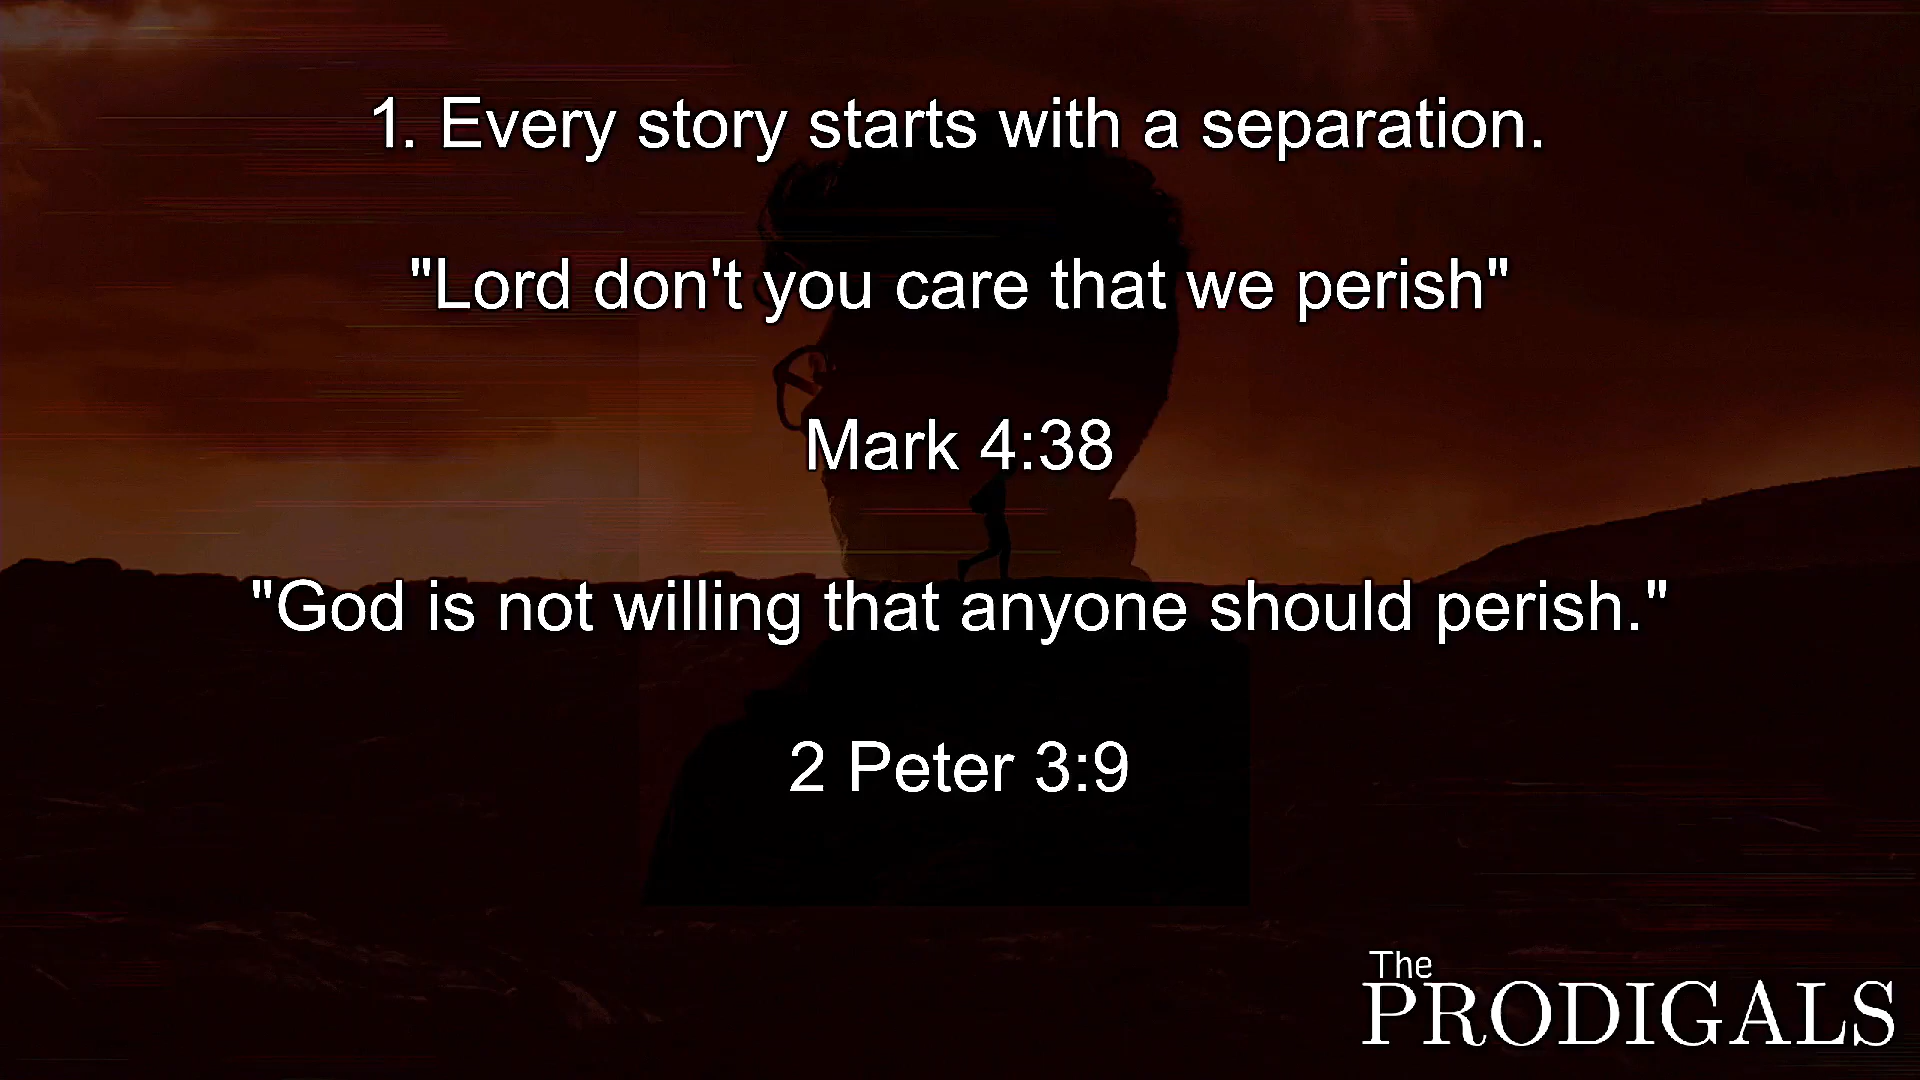 1. Every story starts with a separation.
"Lord don't you care that we perish"
Mark 4:38
"God is not willing that anyone should perish."
2 Peter 3:9
The
PRODIGALS